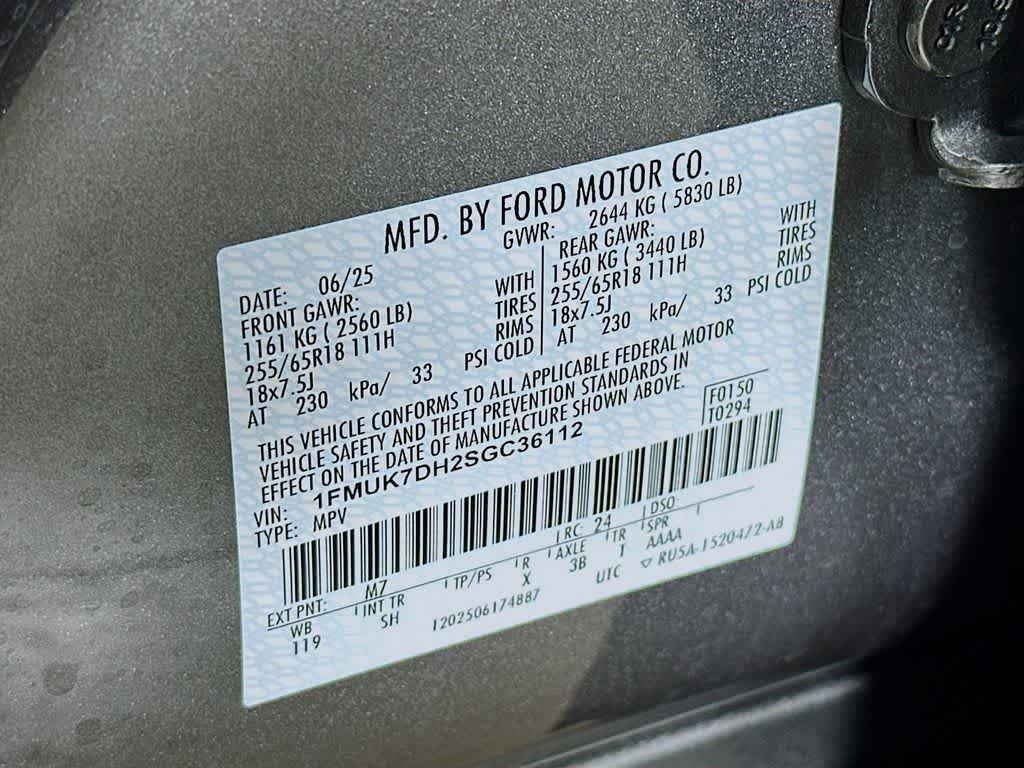 MFD. BY FORD MOTOR CO.
DATE: 06/25 GVWR: 2644 KG ( 5830 LB)
FRONT GAWR: REAR GAWR:
1161 KG ( 2560 LB) WITH 1560 KG ( 3440 LB) WITH
255/65R18 111H TIRES 255/65R18 111H TIRES
18x7.5J RIMS 18x7.5J RIMS
AT 230 kPa/ 33 PSI COLD AT 230 kPa/ 33 PSI COLD
THIS VEHICLE CONFORMS TO ALL APPLICABLE FEDERAL MOTOR
VEHICLE SAFETY AND THEFT PREVENTION STANDARDS IN
EFFECT ON THE DATE OF MANUFACTURE SHOWN ABOVE.
VIN: 1FMUK7DH2SGC36112 F0150
TYPE: MPV T0294
EXT PNT: M7 RC: 24 DSO:
WB INT TR TP/PS R AXLE TR SPR
119 SH X 3B T AAAA
1202506174887 UTC ▽ RU5A-15204/2-AB